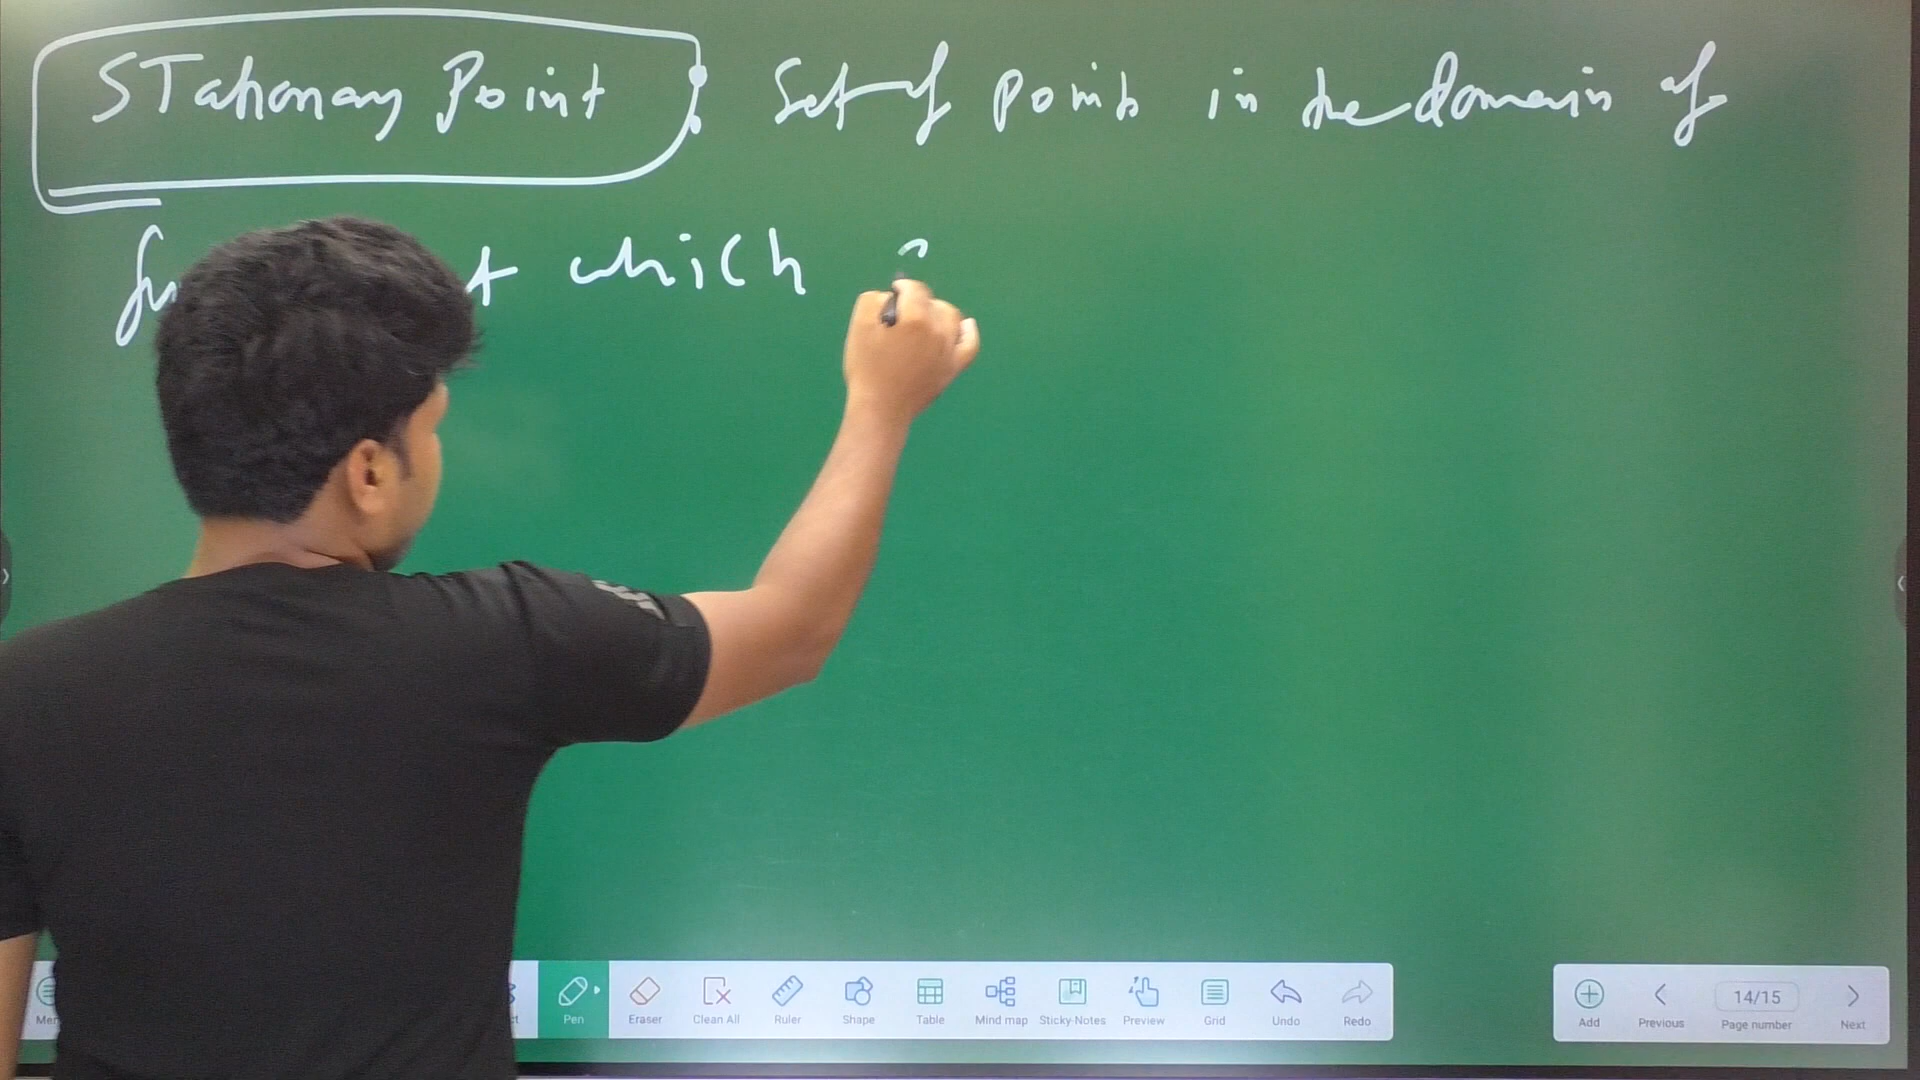 STationary Point : Set of Points in the domain of
which
Pen
Eraser
Clean All
Ruler
Shape
Table
Mind map
Sticky-Notes
Preview
Grid
Undo
Redo
Add
Previous
14/15
Page number
Next